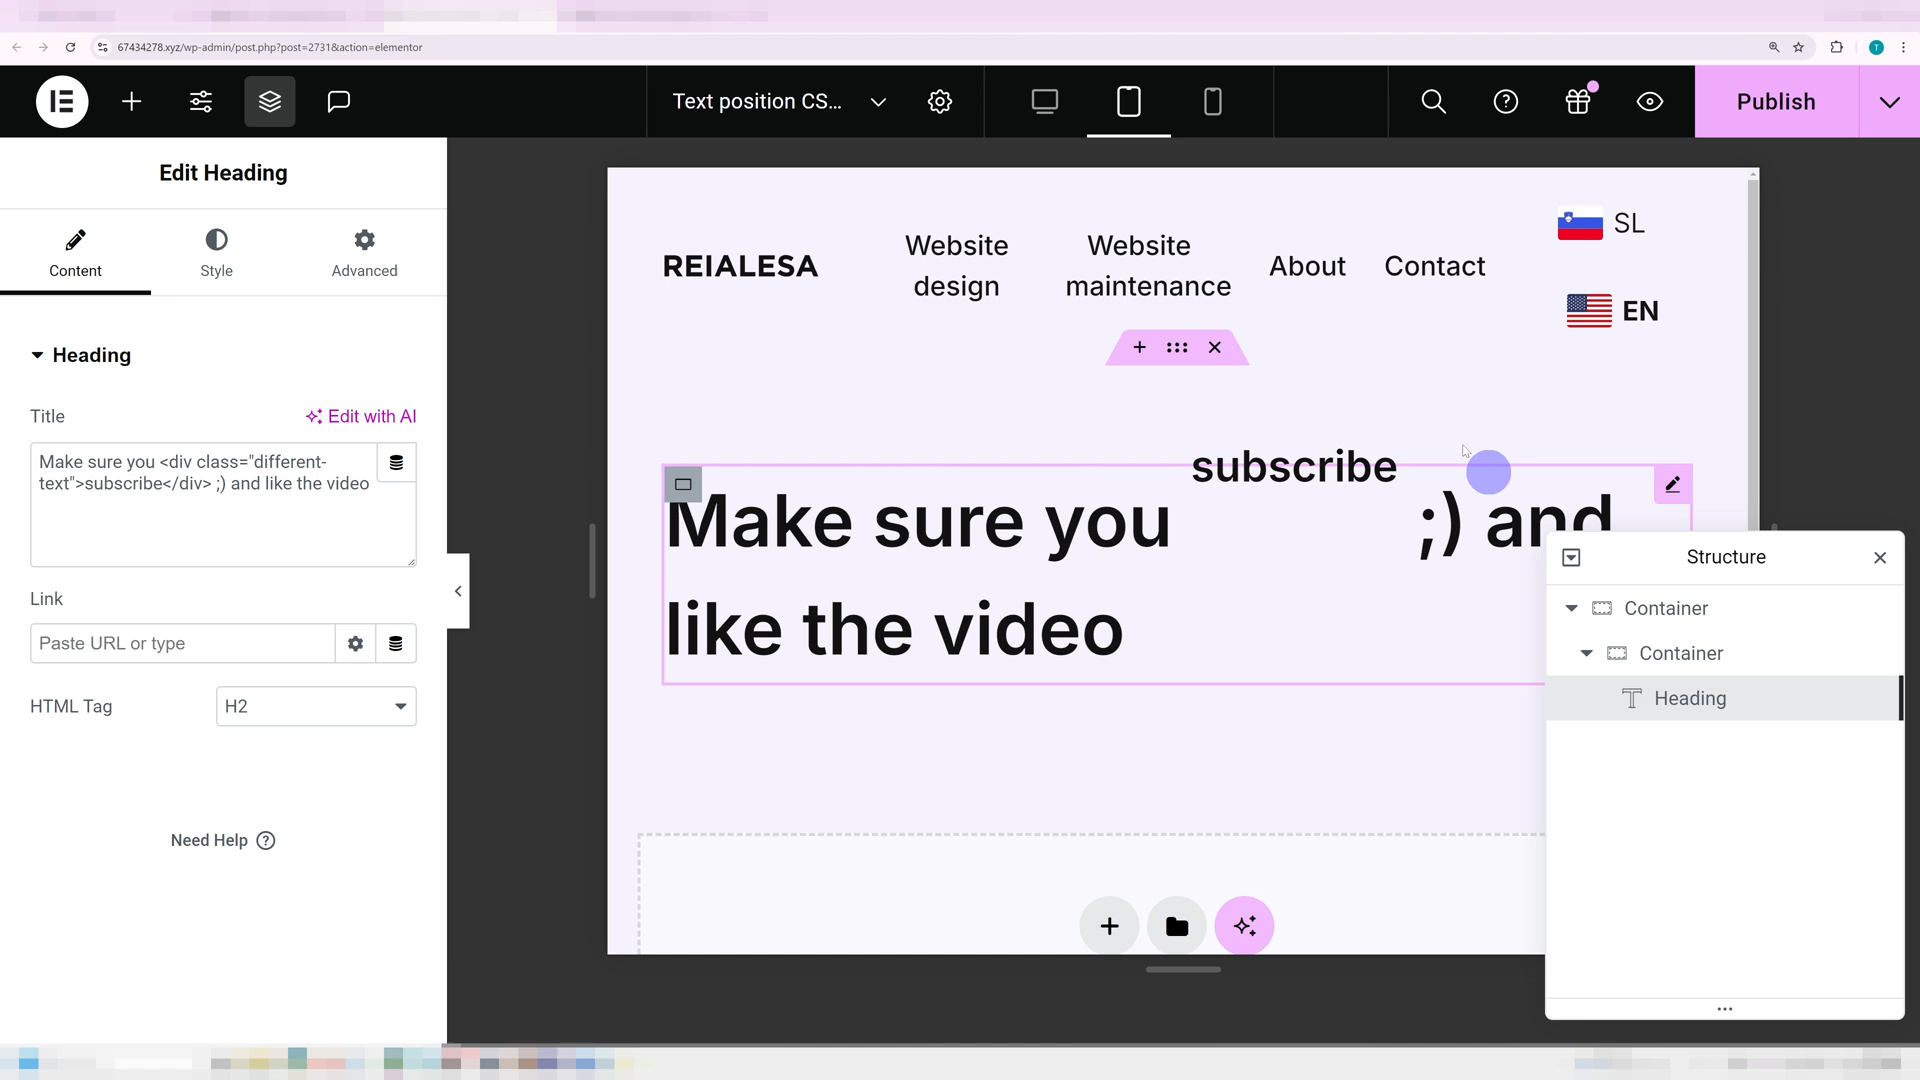 67434278.xyz/wp-admin/post.php?post=2731&action=elementor
Text position CS...
Publish
Edit Heading
Content
Style
Advanced
Heading
Title
Edit with AI
Make sure you <div class="different-
text">subscribe</div> ;) and like the video
Link
Paste URL or type
HTML Tag
H2
Need Help
REIALESA
Website
design
Website
maintenance
About
Contact
SL
EN
subscribe
Make sure you ;) and
like the video
Structure
Container
Container
Heading